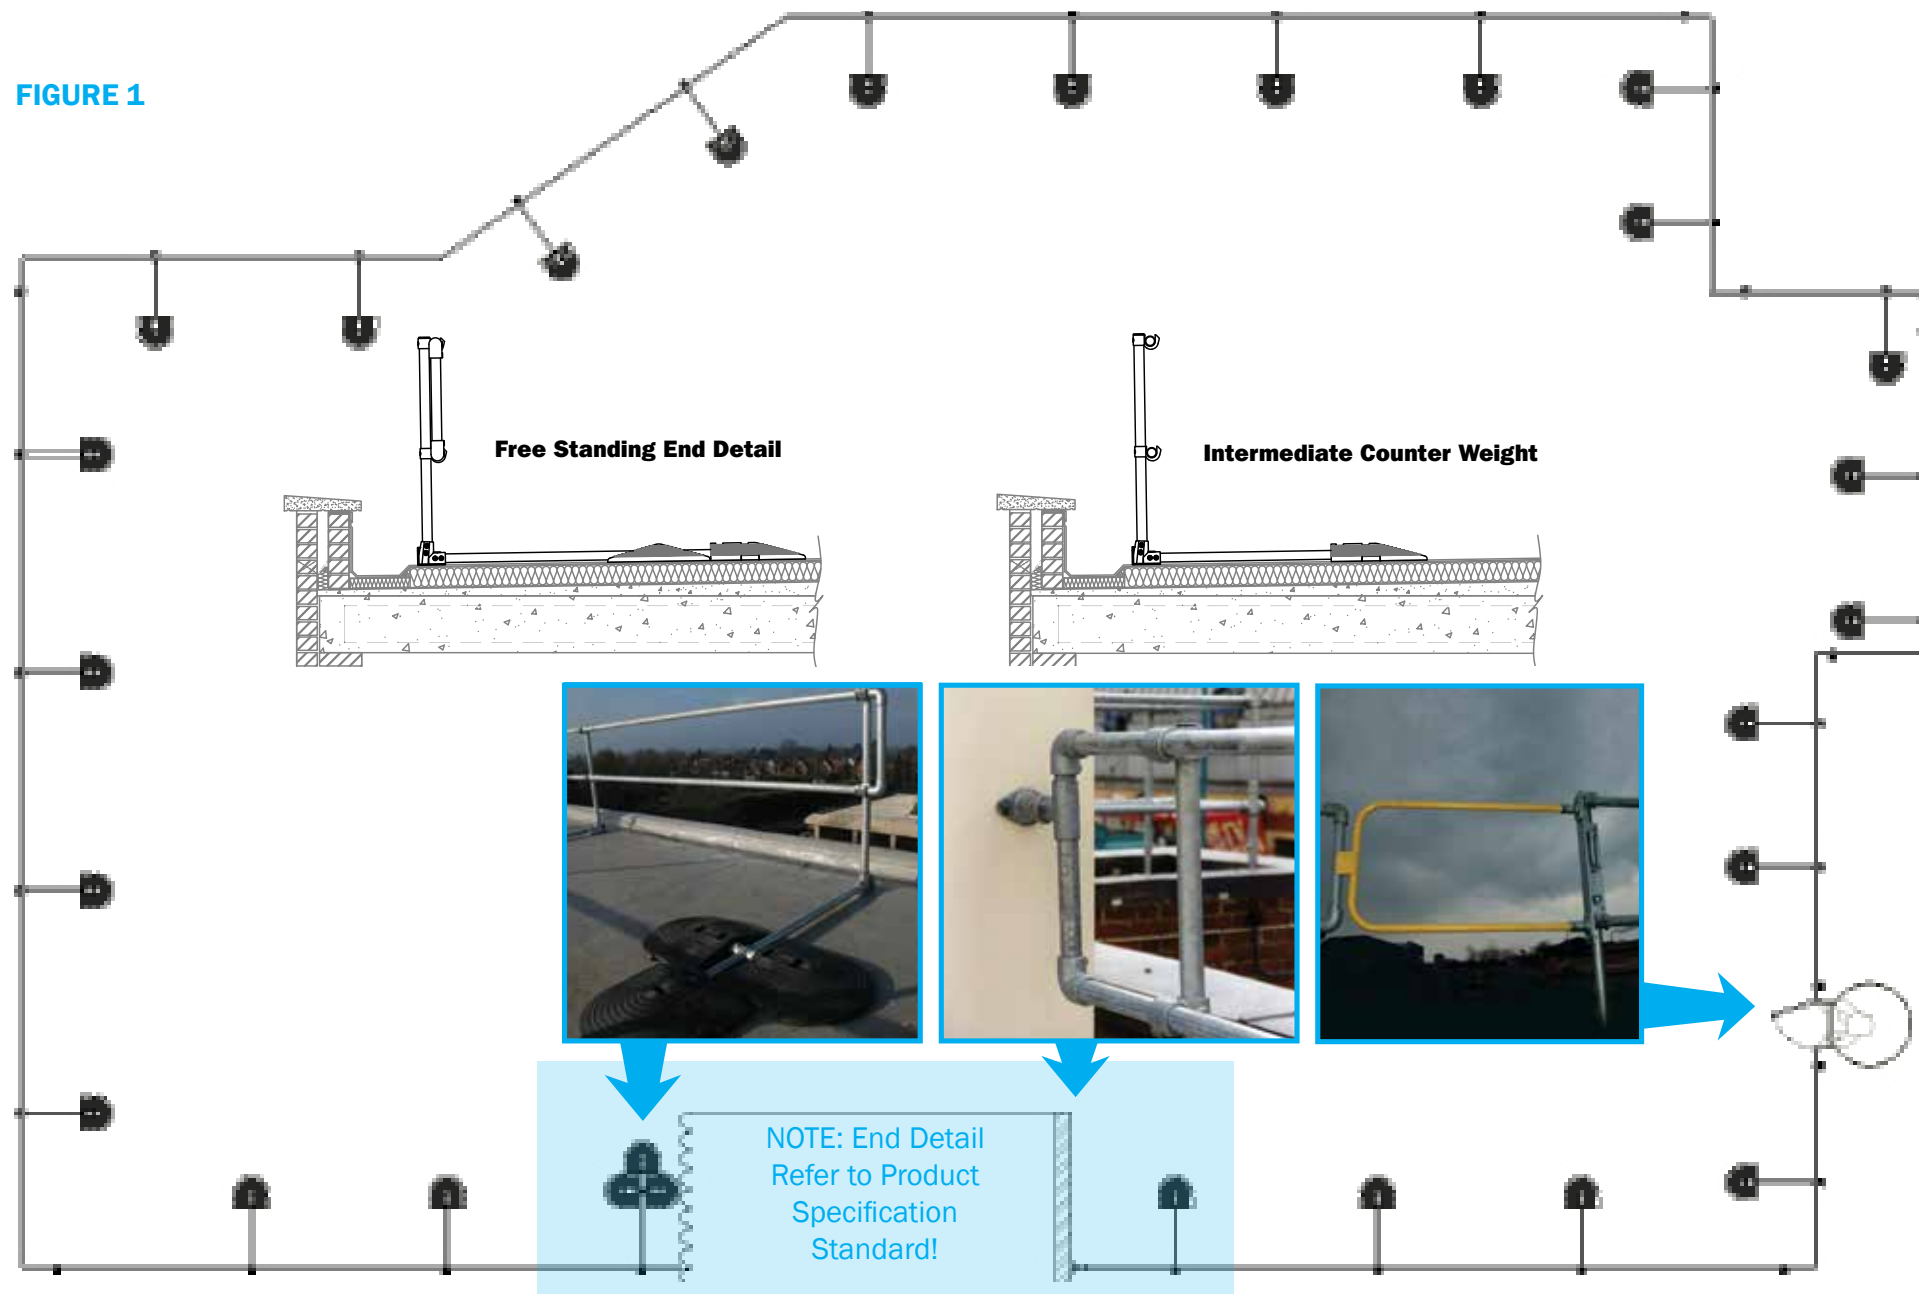 FIGURE 1
Free Standing End Detail
Intermediate Counter Weight
NOTE: End Detail
Refer to Product
Specification
Standard!